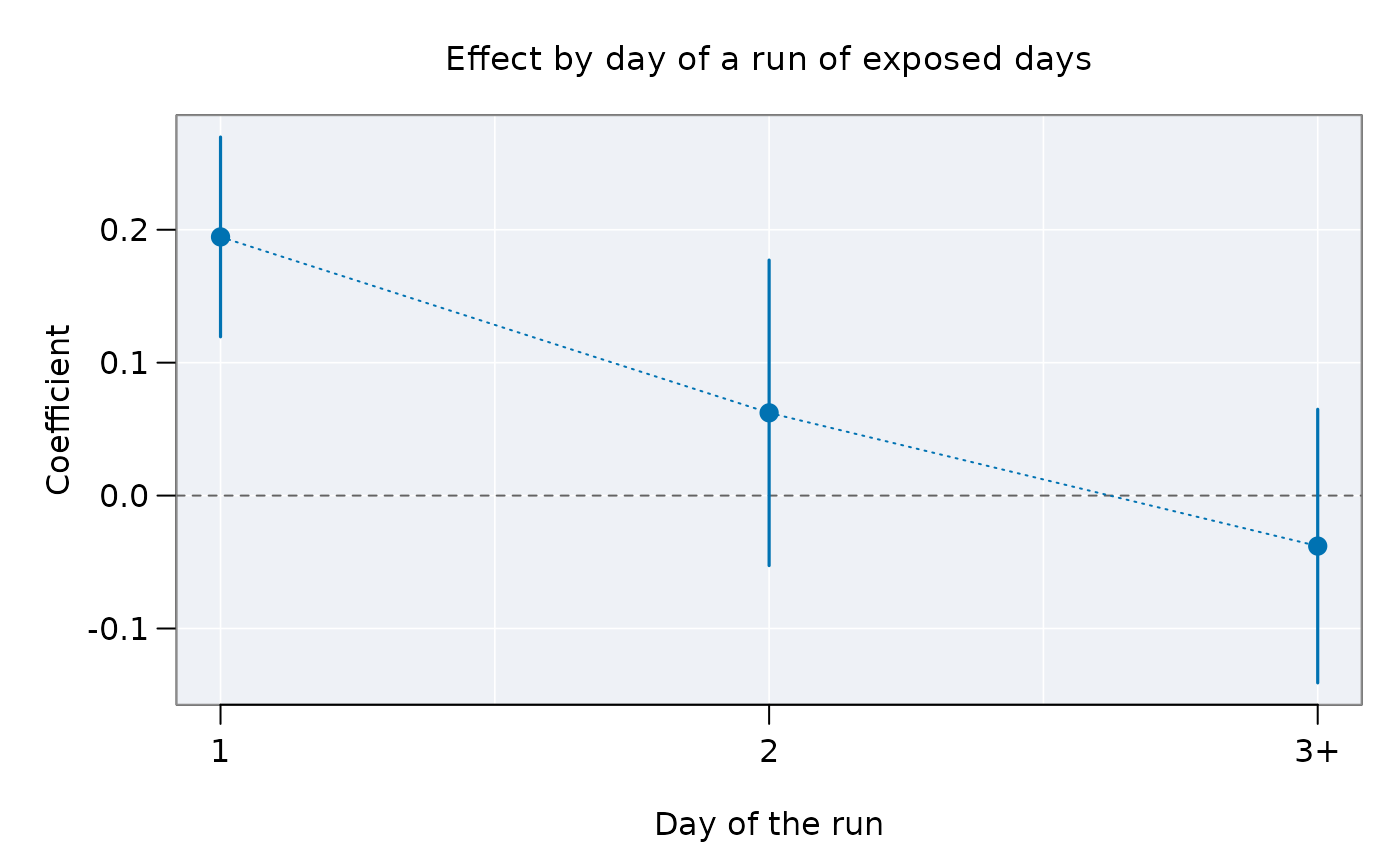 Effect by day of a run of exposed days
Coefficient
0.2
0.1
0.0
-0.1
1
2
3+
Day of the run